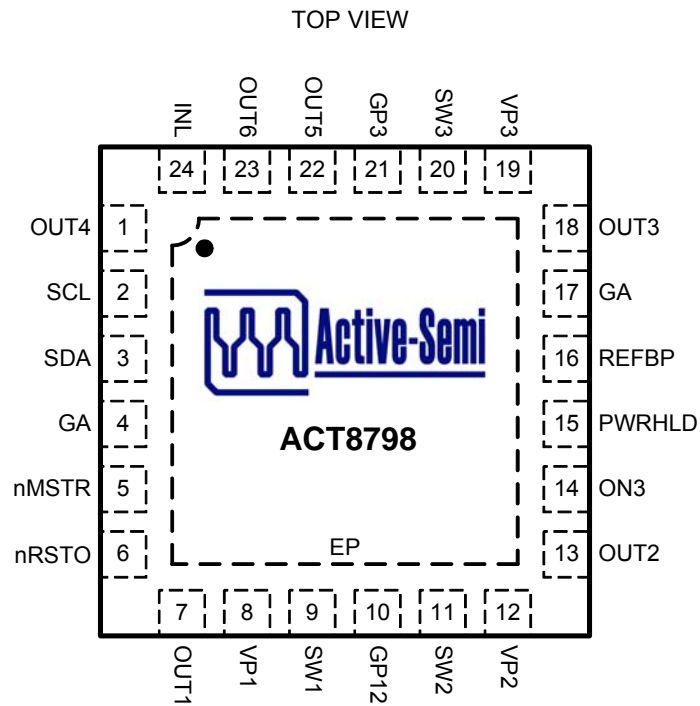 TOP VIEW
INL OUT6 OUT5 GP3 SW3 VP3
24 23 22 21 20 19
OUT4 1
SCL 2
SDA 3
GA 4
nMSTR 5
nRSTO 6
18 OUT3
17 GA
16 REFBP
15 PWRHLD
14 ON3
13 OUT2
Active-Semi
ACT8798
EP
7 8 9 10 11 12
OUT1 VP1 SW1 GP12 SW2 VP2